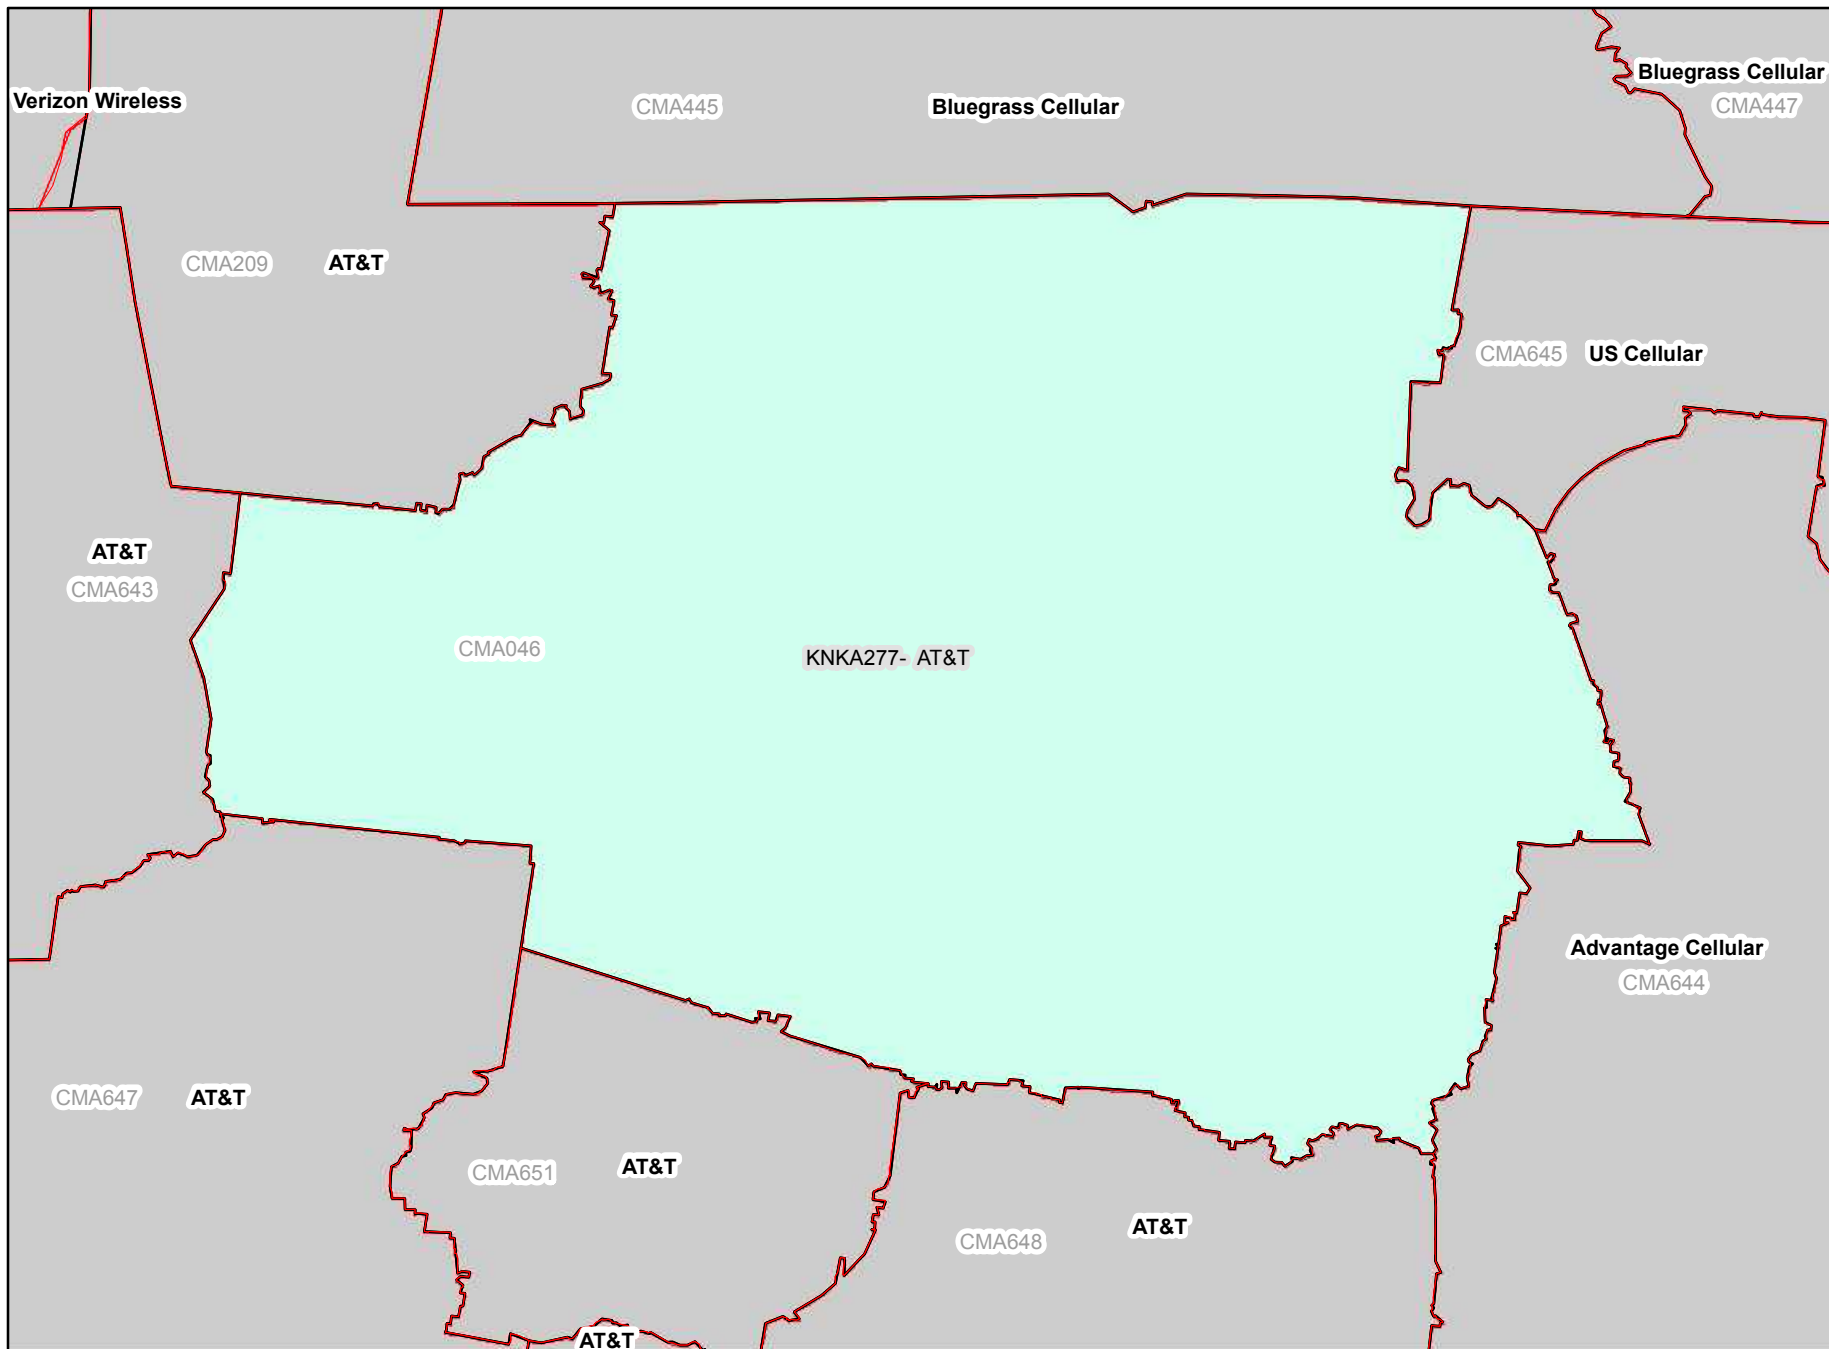 Bluegrass Cellular
Verizon Wireless
CMA445 Bluegrass Cellular
CMA447
CMA209 AT&T
CMA645 US Cellular
AT&T
CMA643
CMA046
KNKA277- AT&T
Advantage Cellular
CMA644
CMA647 AT&T
CMA651 AT&T
CMA648 AT&T
AT&T